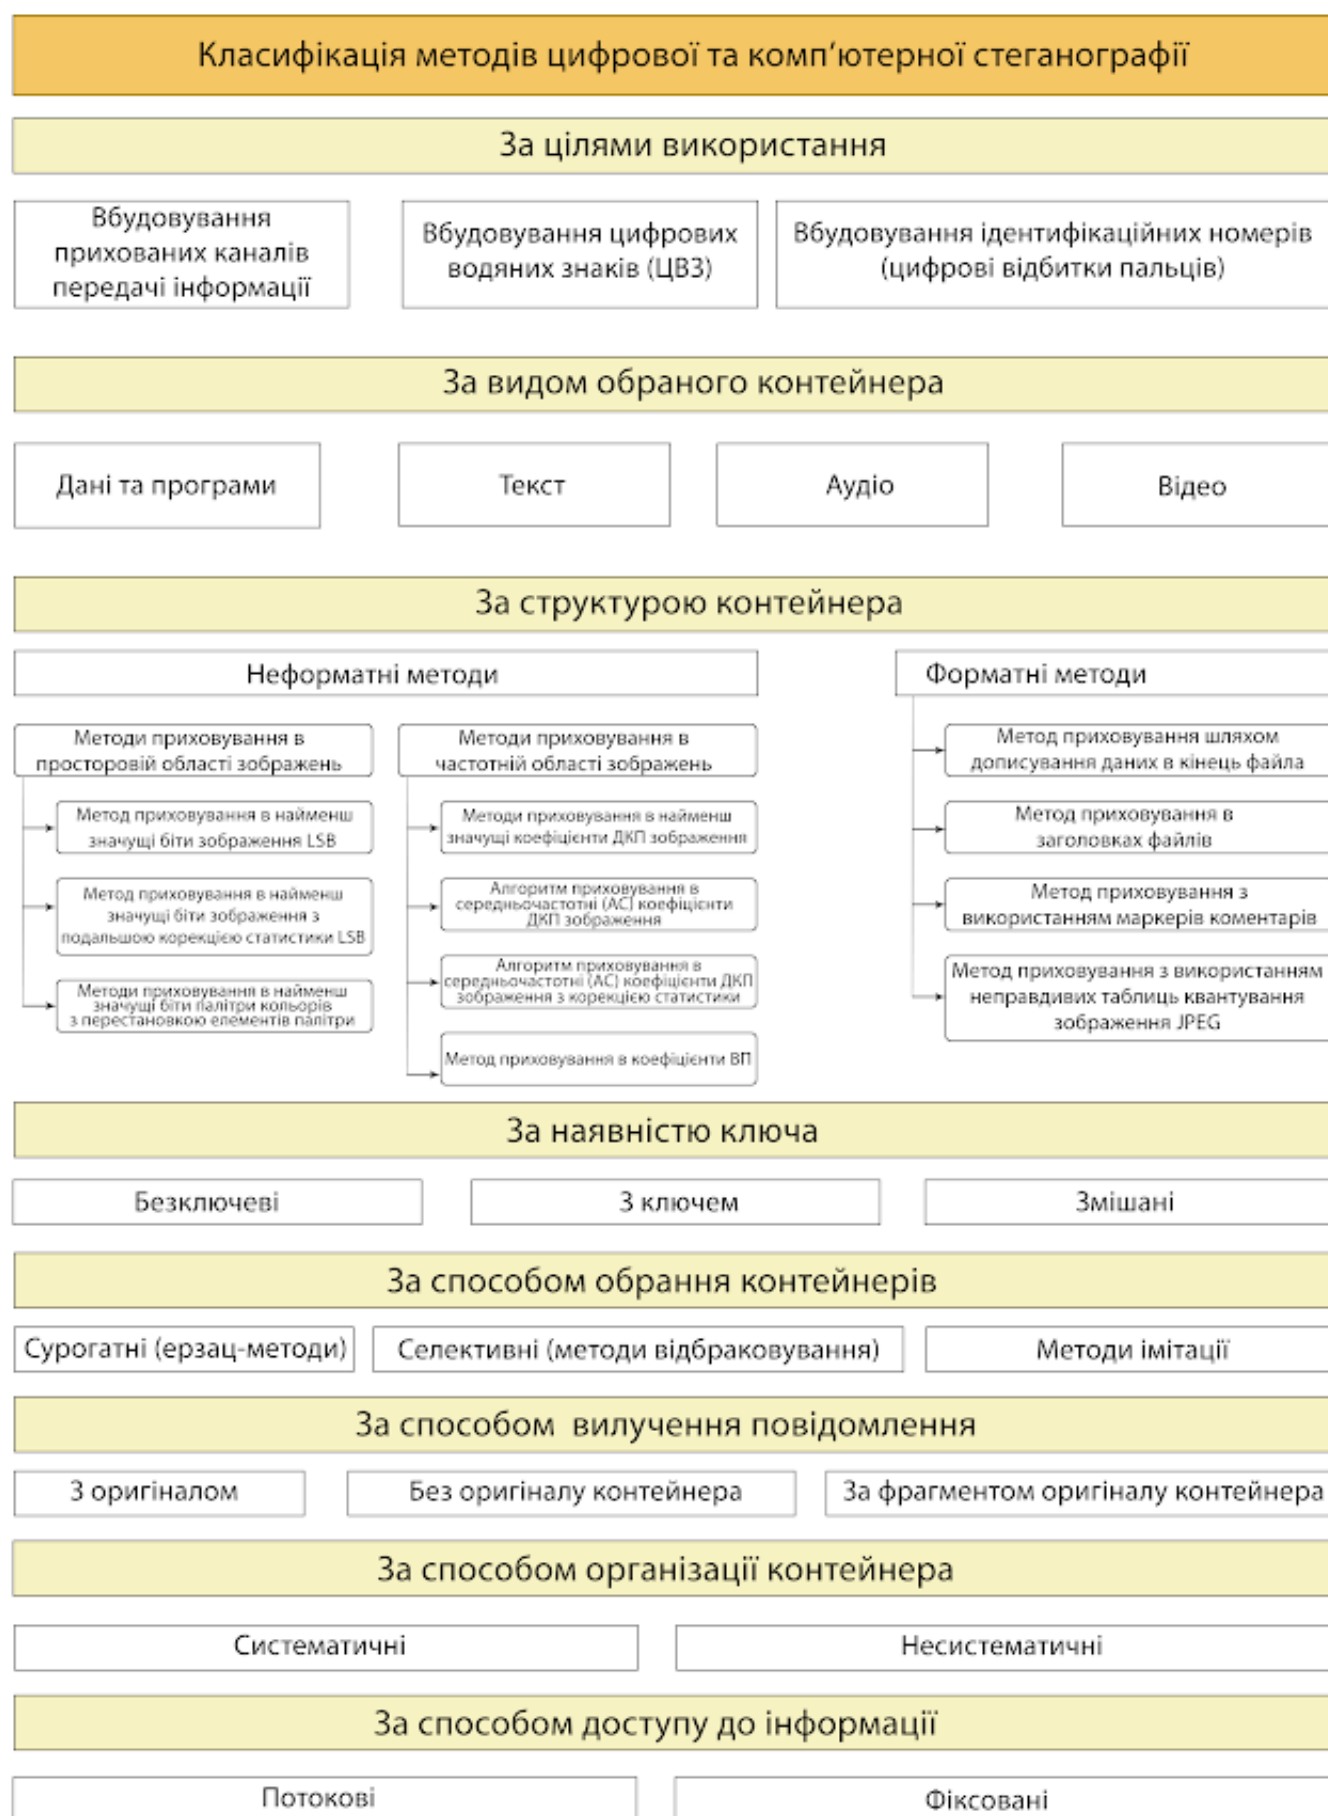 Класифікація методів цифрової та комп'ютерної стеганографії
За цілями використання
Вбудовування
прихованих каналів
передачі інформації
Вбудовування цифрових
водяних знаків (ЦВЗ)
Вбудовування ідентифікаційних номерів
(цифрові відбитки пальців)
За видом обраного контейнера
Дані та програми
Текст
Аудіо
Відео
За структурою контейнера
Неформатні методи
Методи приховування в
просторовій області зображень
Метод приховування в найменш
значущі біти зображення LSB
Метод приховування в найменш
значущі біти зображення з
подальшою корекцією статистики LSB
Методи приховування в найменш
значущі біти палітри кольорів
з перестановкою елементів палітри
Методи приховування в
частотній області зображень
Методи приховування в найменш
значущі коефіцієнти ДКП зображення
Алгоритм приховування в
середньочастотні (АС) коефіцієнти
ДКП зображення
Алгоритм приховування в
середньочастотні (АС) коефіцієнти ДКП
зображення з корекцією статистики
Метод приховування в коефіцієнти ВП
Форматні методи
Метод приховування шляхом
дописування даних в кінець файла
Метод приховування в
заголовках файлів
Метод приховування з
використанням маркерів коментарів
Метод приховування з використанням
неправдивих таблиць квантування
зображення JPEG
За наявністю ключа
Безключеві
З ключем
Змішані
За способом обрання контейнерів
Сурогатні (ерзац-методи)
Селективні (методи відбраковування)
Методи імітації
За способом вилучення повідомлення
З оригіналом
Без оригіналу контейнера
За фрагментом оригіналу контейнера
За способом організації контейнера
Систематичні
Несистематичні
За способом доступу до інформації
Потокові
Фіксовані